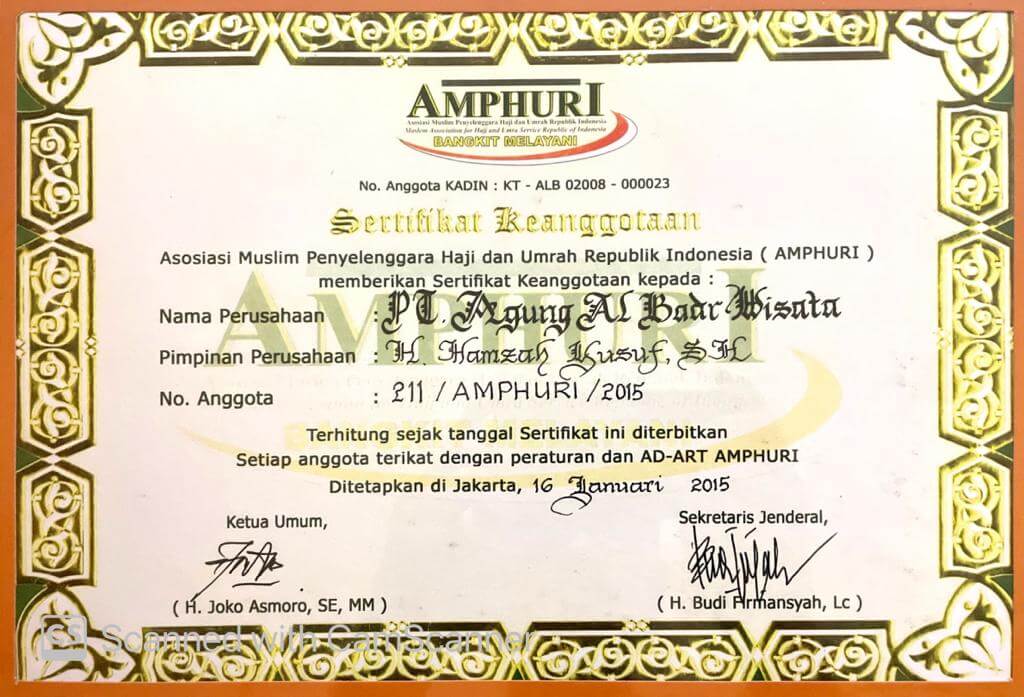 AMPHURI
Asosiasi Muslim Penyelenggara Haji dan Umrah Republik Indonesia
Moslem Association for Hajj and Umra Service Republic of Indonesia
BANGKIT MELAYANI
No. Anggota KADIN : KT - ALB 02008 - 000023
Sertifikat Keanggotaan
Asosiasi Muslim Penyelenggara Haji dan Umrah Republik Indonesia ( AMPHURI )
memberikan Sertifikat Keanggotaan kepada :
Nama Perusahaan : PT. Agung Al Badr Wisata
Pimpinan Perusahaan : H. Hamzah Yusuf, SH
No. Anggota : 211 / AMPHURI / 2015
Terhitung sejak tanggal Sertifikat ini diterbitkan
Setiap anggota terikat dengan peraturan dan AD-ART AMPHURI
Ditetapkan di Jakarta, 16 Januari 2015
Ketua Umum, Sekretaris Jenderal,
( H. Joko Asmoro, SE, MM ) ( H. Budi Firmansyah, Lc )
CS Scanned with CamScanner